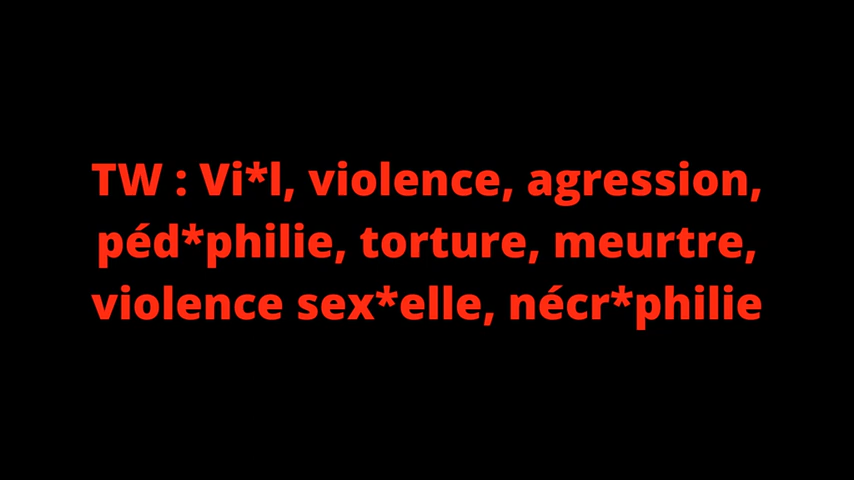 TW : Vi*l, violence, agression,
péd*philie, torture, meurtre,
violence sex*elle, nécr*philie